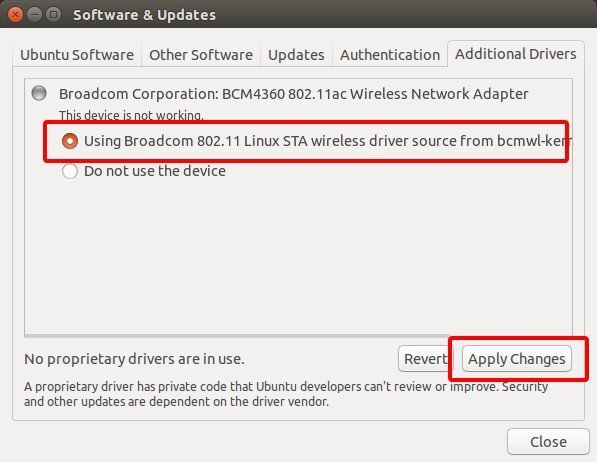 Software & Updates
Ubuntu Software Other Software Updates Authentication Additional Drivers
Broadcom Corporation: BCM4360 802.11ac Wireless Network Adapter
This device is not working.
Using Broadcom 802.11 Linux STA wireless driver source from bcmwl-kern
Do not use the device
No proprietary drivers are in use.
Revert
Apply Changes
A proprietary driver has private code that Ubuntu developers can't review or improve. Security
and other updates are dependent on the driver vendor.
Close